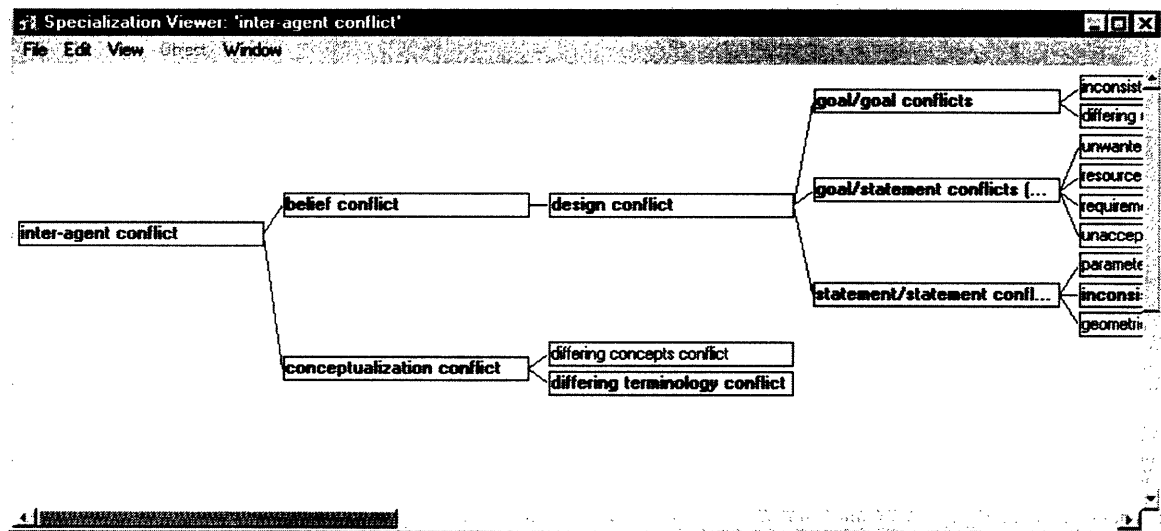 Specialization Viewer: 'inter-agent conflict'
File Edit View Object Window
inter-agent conflict
belief conflict
design conflict
goal/goal conflicts
inconsist
differing
goal/statement conflicts (...
unwante
resource
requirem
unaccep
statement/statement confl...
paramete
inconsi
geometri
conceptualization conflict
differing concepts conflict
differing terminology conflict